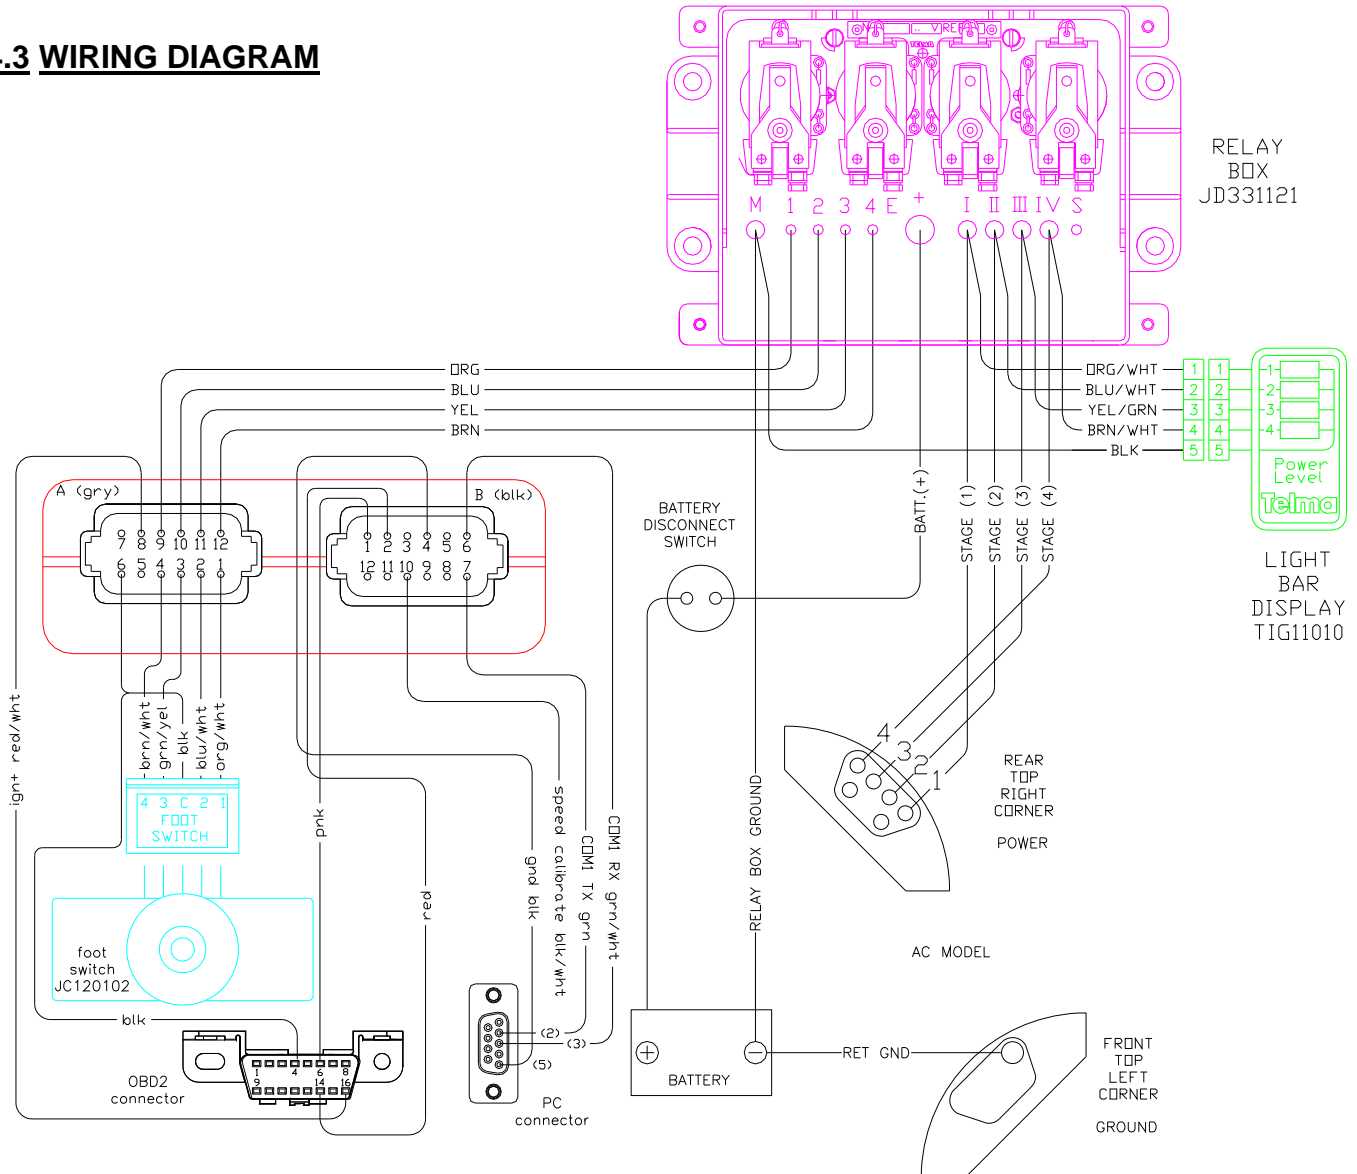 4.3 WIRING DIAGRAM
TELMA
RELAY
BOX
JD331121
M 1 2 3 4 E + I II III IV S
ORG
BLU
YEL
BRN
ORG/WHT 1 1 1
BLU/WHT 2 2 2
YEL/GRN 3 3 3
BRN/WHT 4 4 4
BLK 5 5
Power
Level
Telma
LIGHT
BAR
DISPLAY
TIG11010
A (gry)
7 8 9 10 11 12
6 5 4 3 2 1
B (blk)
1 2 3 4 5 6
12 11 10 9 8 7
BATTERY
DISCONNECT
SWITCH
BATT.(+)
STAGE (1)
STAGE (2)
STAGE (3)
STAGE (4)
ign+ red/wht
brn/wht
grn/yel
blk
blu/wht
org/wht
4 3 C 2 1
FOOT
SWITCH
foot
switch
JC120102
pnk
red
gnd blk
speed calibrate blk/wht
COM1 TX grn
COM1 RX grn/wht
RELAY BOX GROUND
4
3
2
1
REAR
TOP
RIGHT
CORNER
POWER
AC MODEL
blk
1 4 6 8
9 14 16
OBD2
connector
(2)
(3)
(5)
PC
connector
+
−
BATTERY
RET GND
FRONT
TOP
LEFT
CORNER
GROUND